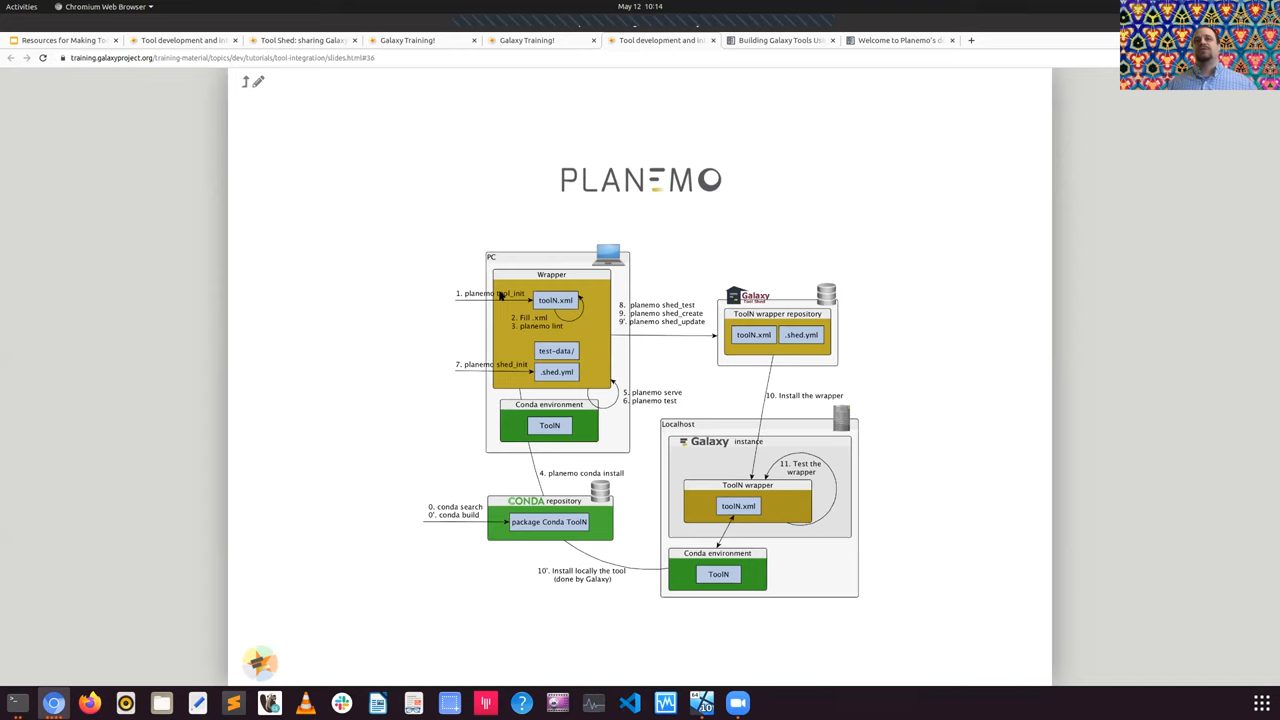 Activities
Chromium Web Browser
May 12 10:14
Resources for Making To
Tool development and in
Tool Shed: sharing Galaxy
Galaxy Training!
Galaxy Training!
Tool development and in
Building Galaxy Tools Us
Welcome to Planemo's d
training.galaxyproject.org/training-material/topics/dev/tutorials/tool-integration/slides.html#36
PLANEMO
PC
Wrapper
1. planemo tool_init
toolN.xml
2. Fill .xml
3. planemo lint
test-data/
7. planemo shed_init
.shed.yml
5. planemo serve
6. planemo test
Conda environment
ToolN
8. planemo shed_test
9. planemo shed_create
9'. planemo shed_update
Galaxy
Tool Shed
ToolN wrapper repository
toolN.xml
.shed.yml
10. Install the wrapper
4. planemo conda install
CONDA repository
0. conda search
0'. conda build
package Conda ToolN
10'. Install locally the tool
(done by Galaxy)
Localhost
Galaxy instance
11. Test the
wrapper
ToolN wrapper
toolN.xml
Conda environment
ToolN
10